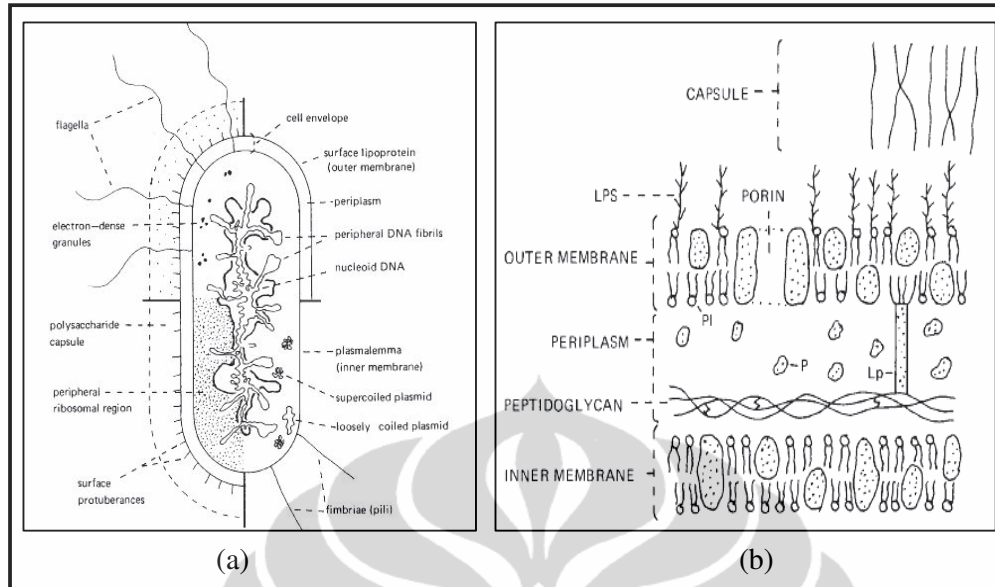 flagella
electron-dense
granules
polysaccharide
capsule
peripheral
ribosomal region
surface
protuberances
cell envelope
surface lipoprotein
(outer membrane)
periplasm
peripheral DNA fibrils
nucleoid DNA
plasmalemma
(inner membrane)
supercoiled plasmid
loosely coiled plasmid
fimbriae (pili)
(a)
CAPSULE
LPS
PORIN
OUTER MEMBRANE
Pl
PERIPLASM
P
Lp
PEPTIDOGLYCAN
INNER MEMBRANE
(b)